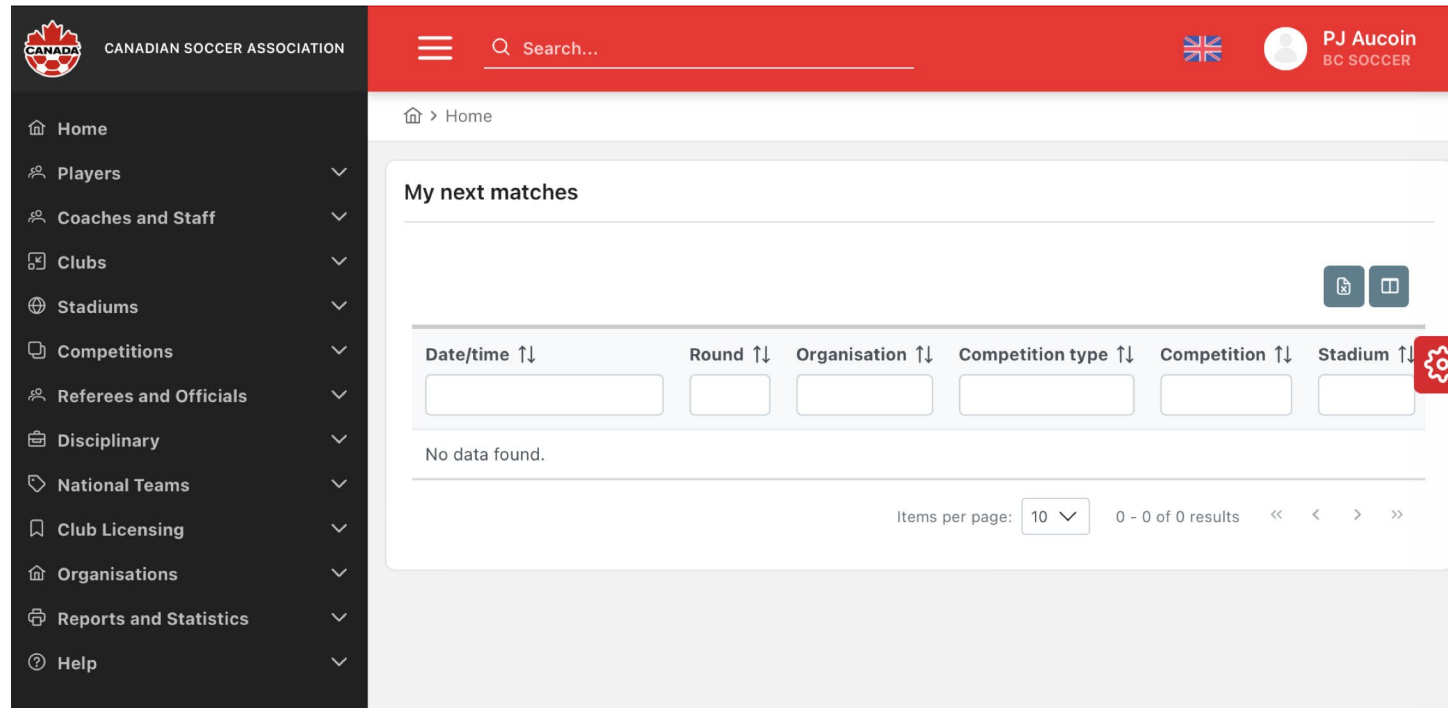 CANADA
CANADIAN SOCCER ASSOCIATION
Search...
PJ Aucoin
BC SOCCER
Home
Players
Coaches and Staff
Clubs
Stadiums
Competitions
Referees and Officials
Disciplinary
National Teams
Club Licensing
Organisations
Reports and Statistics
Help
> Home
My next matches
Date/time ↑↓ Round ↑↓ Organisation ↑↓ Competition type ↑↓ Competition ↑↓ Stadium ↑↓
No data found.
Items per page: 10 0 - 0 of 0 results << < > >>